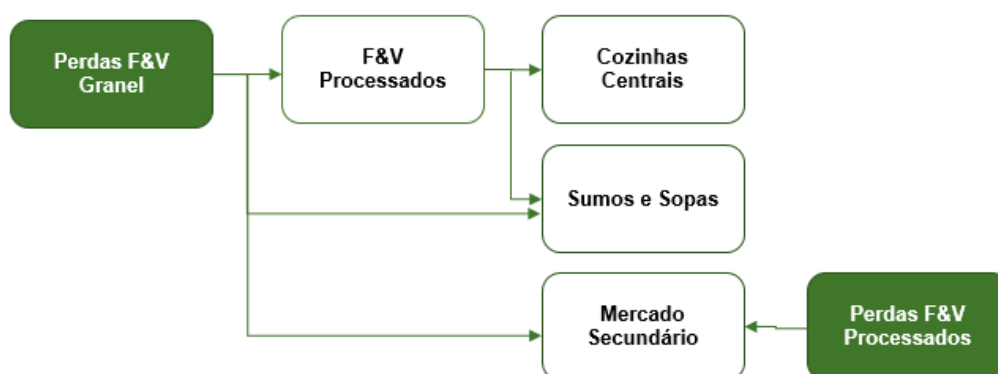 Perdas F&V
Granel
F&V
Processados
Cozinhas
Centrais
Sumos e Sopas
Mercado
Secundário
Perdas F&V
Processados